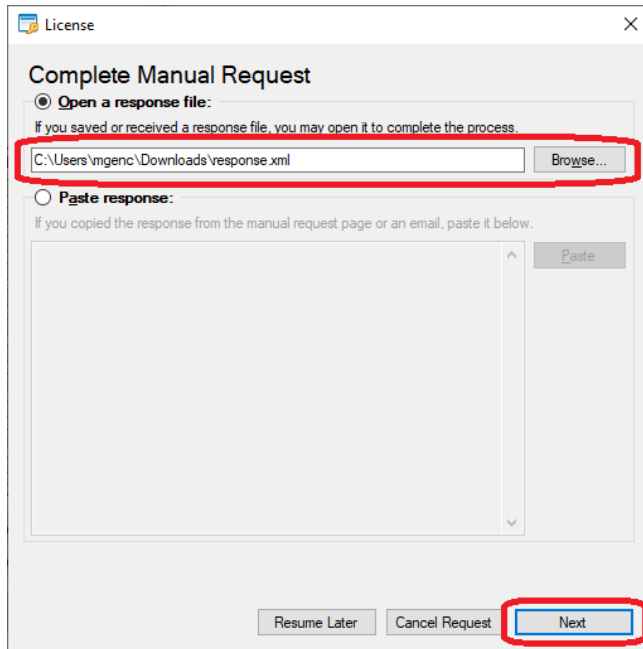 License
Complete Manual Request
Open a response file:
If you saved or received a response file, you may open it to complete the process.
C:\Users\mgenc\Downloads\response.xml Browse...
Paste response:
If you copied the response from the manual request page or an email, paste it below.
Paste
Resume Later Cancel Request Next